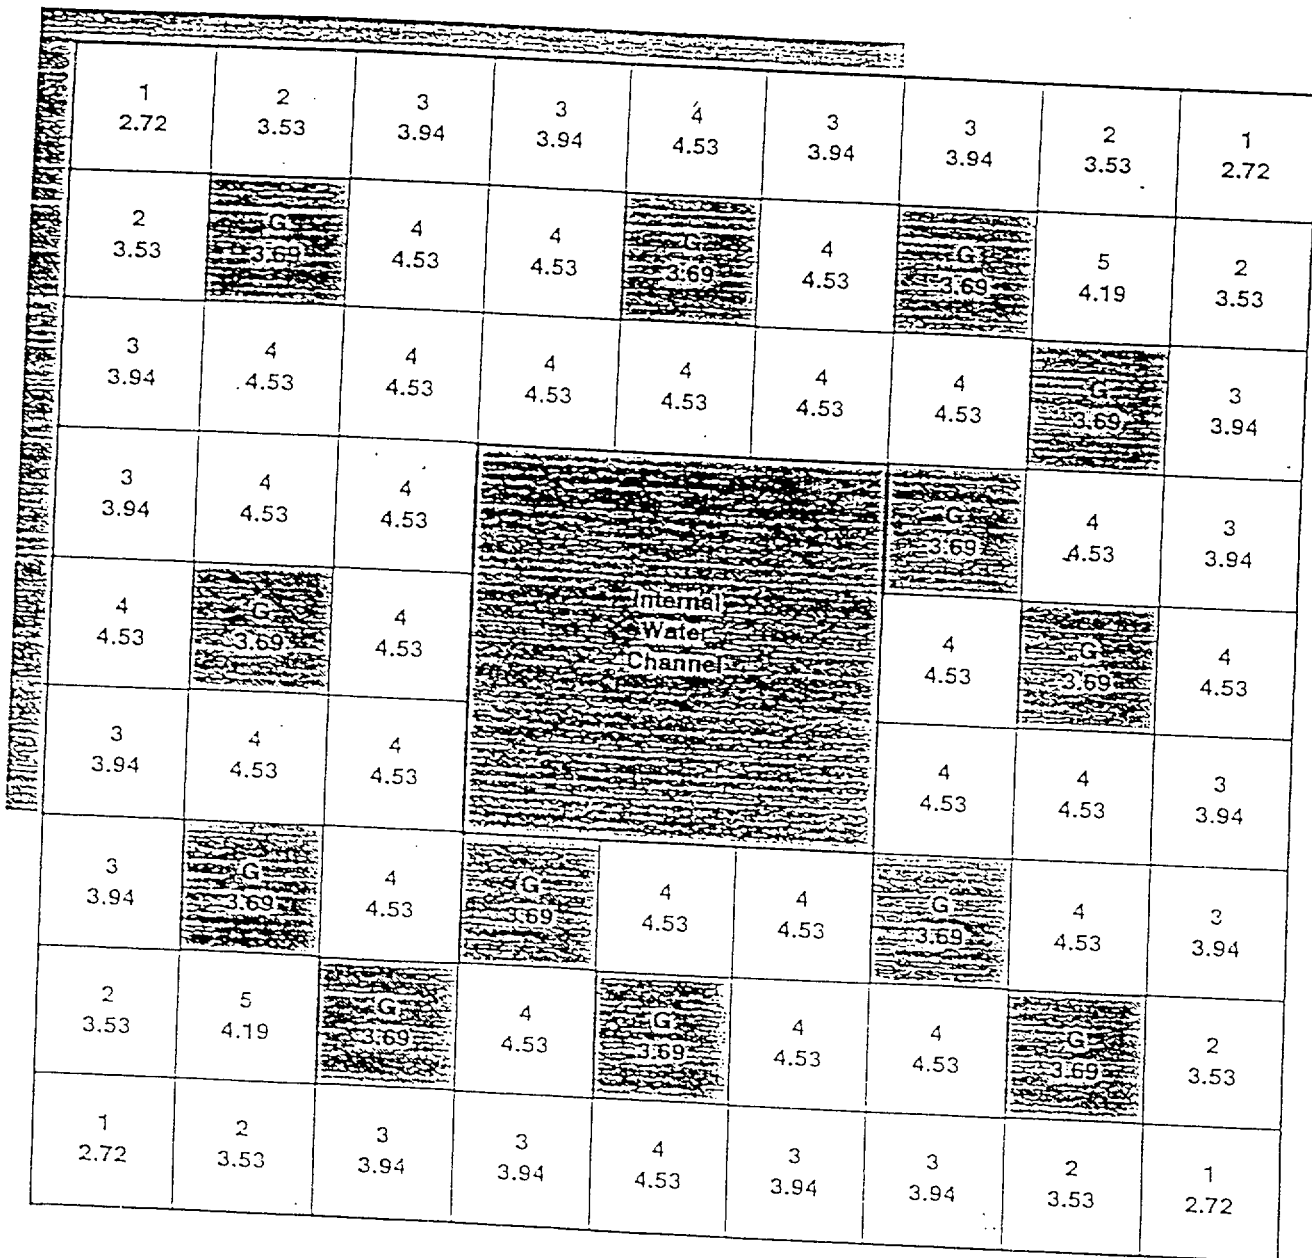 1 2 3 3 4 3 3 2 1
2.72 3.53 3.94 3.94 4.53 3.94 3.94 3.53 2.72
2 G 4 4 G 4 G 5 2
3.53 3.69 4.53 4.53 3.69 4.53 3.69 4.19 3.53
3 4 4 4 4 4 4 G 3
3.94 4.53 4.53 4.53 4.53 4.53 4.53 3.69 3.94
3 4 4 G 4 3
3.94 4.53 4.53 3.69 4.53 3.94
4 G 4 4 G 4
4.53 3.69 4.53 4.53 3.69 4.53
Internal
Water
Channel
3 4 4 4 4 3
3.94 4.53 4.53 4.53 4.53 3.94
3 G 4 G 4 4 G 4 3
3.94 3.69 4.53 3.69 4.53 4.53 3.69 4.53 3.94
2 5 G 4 G 4 4 G 2
3.53 4.19 3.69 4.53 3.69 4.53 4.53 3.69 3.53
1 2 3 3 4 3 3 2 1
2.72 3.53 3.94 3.94 4.53 3.94 3.94 3.53 2.72